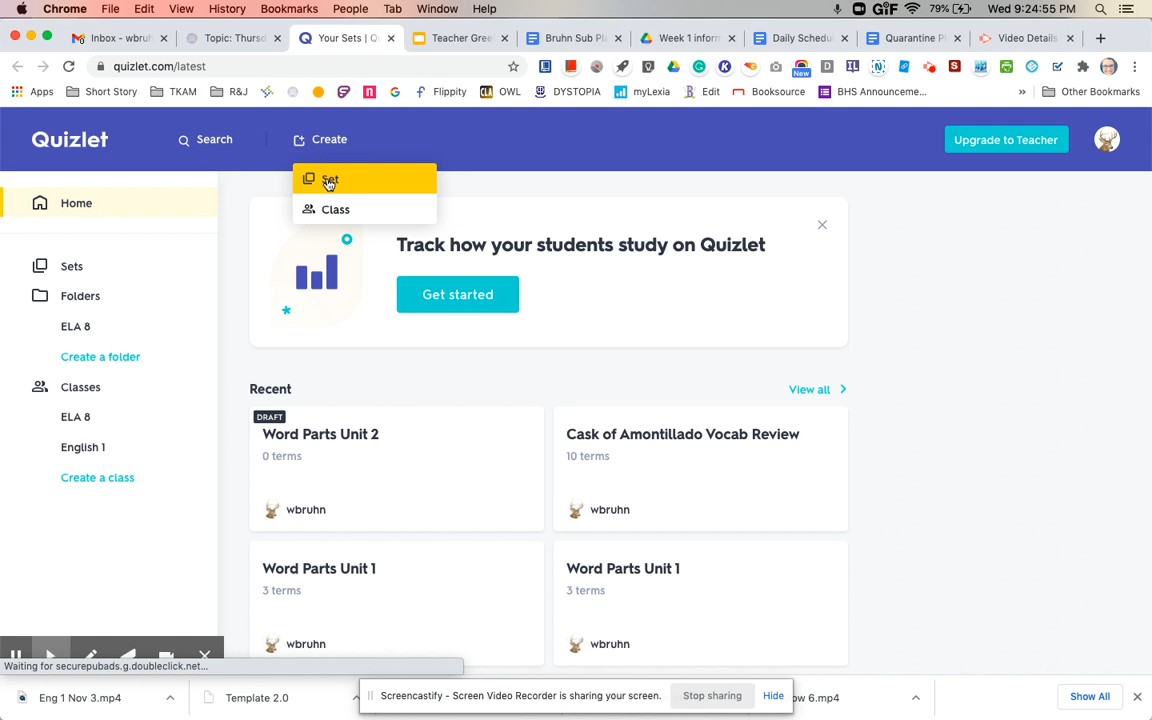 Chrome File Edit View History Bookmarks People Tab Window Help 79% Wed 9:24:55 PM
Inbox - wbruh Topic: Thursd Your Sets | Q Teacher Gree Bruhn Sub Pla Week 1 inform Daily Schedul Quarantine Pl Video Details
quizlet.com/latest
New
Apps Short Story TKAM R&J Flippity OWL DYSTOPIA myLexia Edit Booksource BHS Announceme... » Other Bookmarks
Quizlet Search Create Upgrade to Teacher
Set
Class
Home
Track how your students study on Quizlet
Get started
Sets
Folders
ELA 8
Create a folder
Classes
ELA 8
English 1
Create a class
Recent View all
DRAFT
Word Parts Unit 2
0 terms
wbruhn
Cask of Amontillado Vocab Review
10 terms
wbruhn
Word Parts Unit 1
3 terms
wbruhn
Word Parts Unit 1
3 terms
wbruhn
Waiting for securepubads.g.doubleclick.net...
Eng 1 Nov 3.mp4 Template 2.0 Screencastify - Screen Video Recorder is sharing your screen. Stop sharing Hide ow 6.mp4 Show All